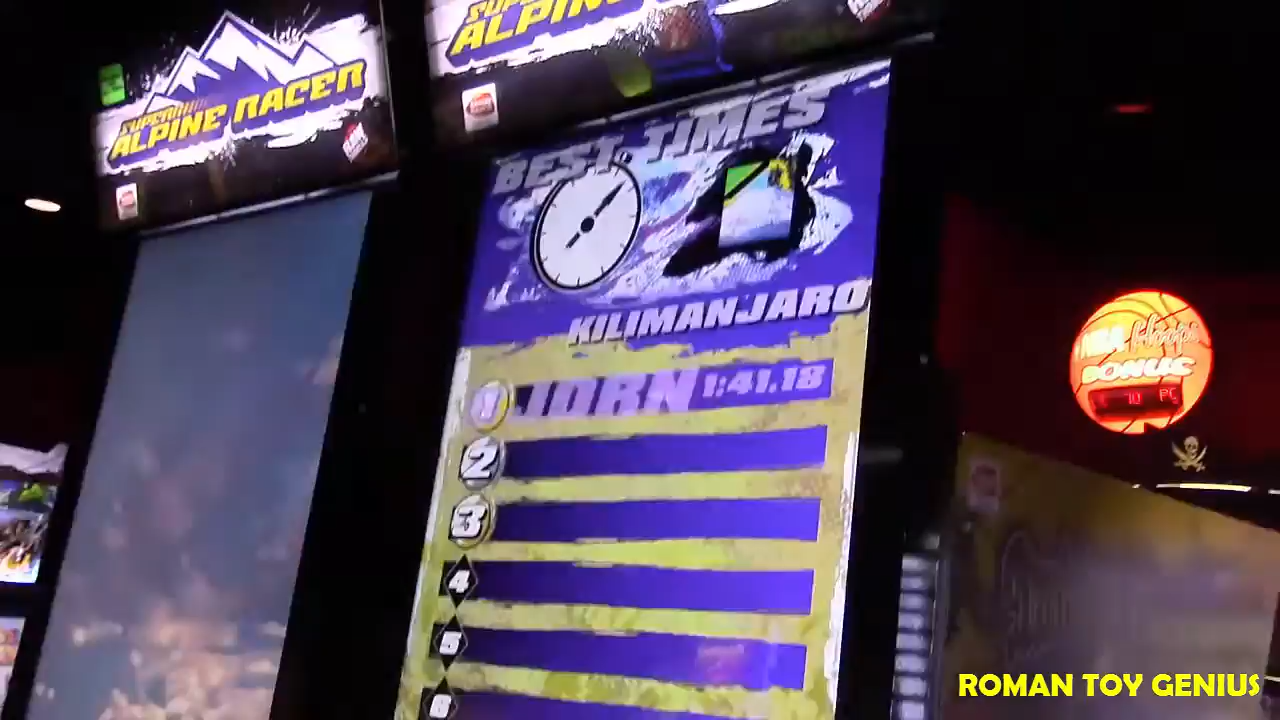 SUPER
ALPINE RACER
SUPER
ALPINE
BEST TIMES
KILIMANJARO
1 JORN 1:41.18
2
3
4
5
6
NBA Hoops
BONUS
ROMAN TOY GENIUS